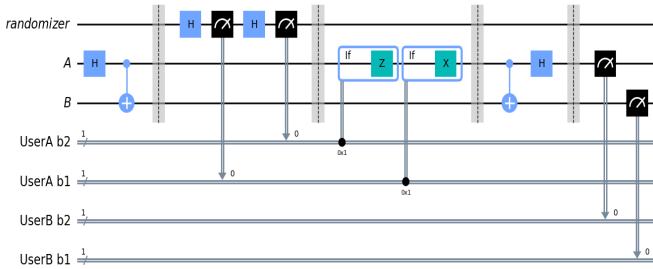 randomizer H H
A H If Z If X H
B
UserA b2 1 0 0x1
UserA b1 1 0 0x1
UserB b2 1 0
UserB b1 1 0